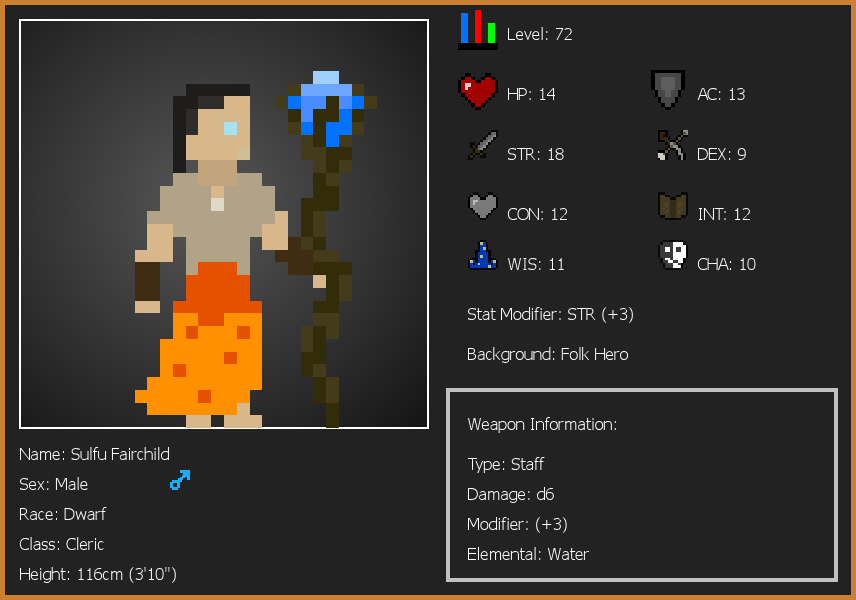 Level: 72
HP: 14
AC: 13
STR: 18
DEX: 9
CON: 12
INT: 12
WIS: 11
CHA: 10
Stat Modifier: STR (+3)
Background: Folk Hero
Weapon Information:
Type: Staff
Damage: d6
Modifier: (+3)
Elemental: Water
Name: Sulfu Fairchild
Sex: Male
Race: Dwarf
Class: Cleric
Height: 116cm (3'10")